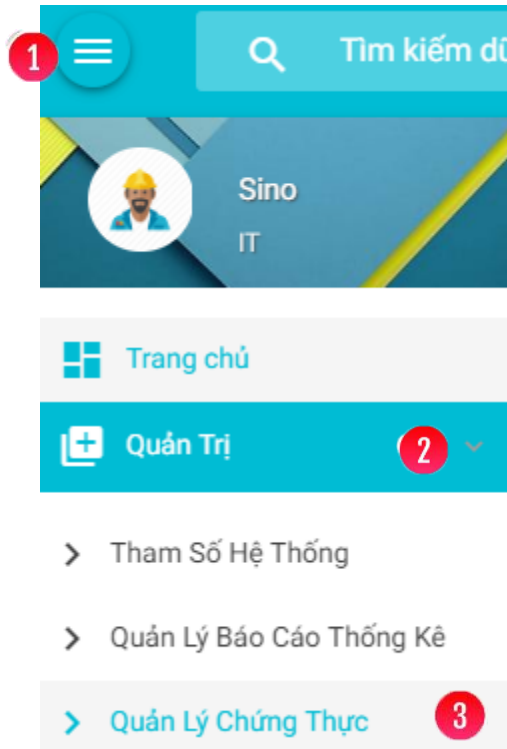 1
Tìm kiếm dữ
Sino
IT
Trang chủ
Quản Trị 2
Tham Số Hệ Thống
Quản Lý Báo Cáo Thống Kê
Quản Lý Chứng Thực 3